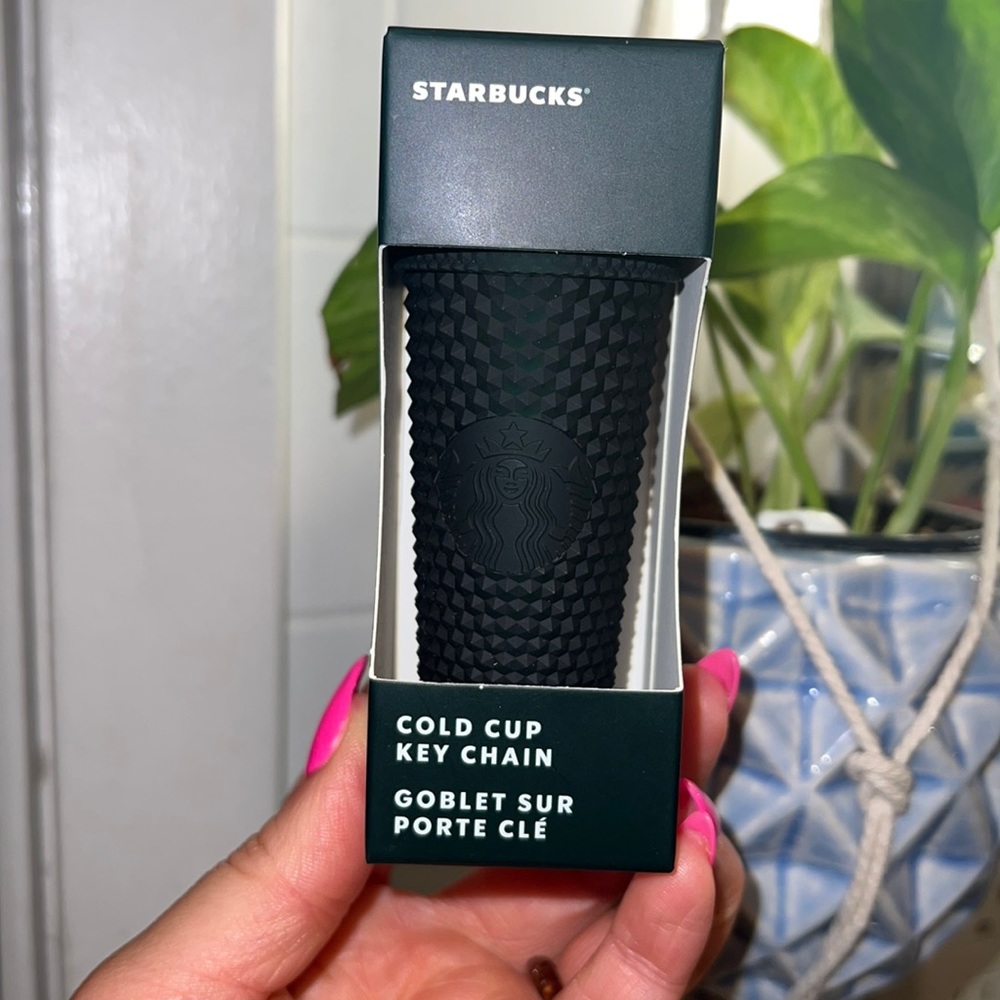 STARBUCKS®
COLD CUP
KEY CHAIN
GOBLET SUR
PORTE CLÉ